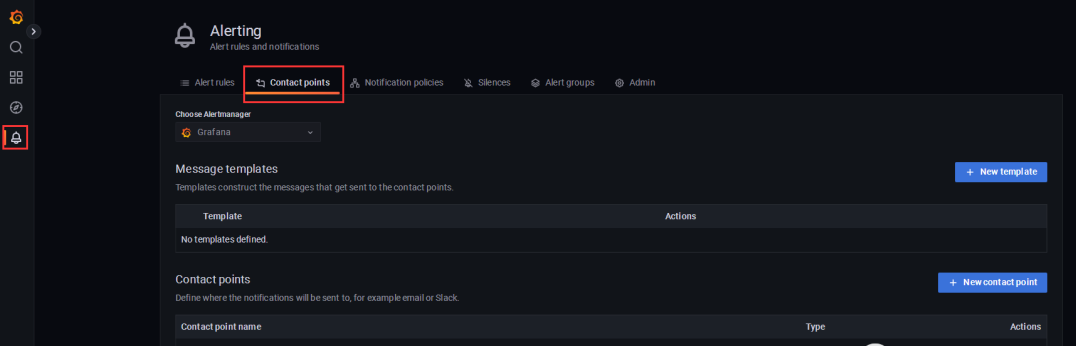 Alerting
Alert rules and notifications
Alert rules Contact points Notification policies Silences Alert groups Admin
Choose Alertmanager
Grafana
Message templates
+ New template
Templates construct the messages that get sent to the contact points.
Template Actions
No templates defined.
Contact points
+ New contact point
Define where the notifications will be sent to, for example email or Slack.
Contact point name Type Actions